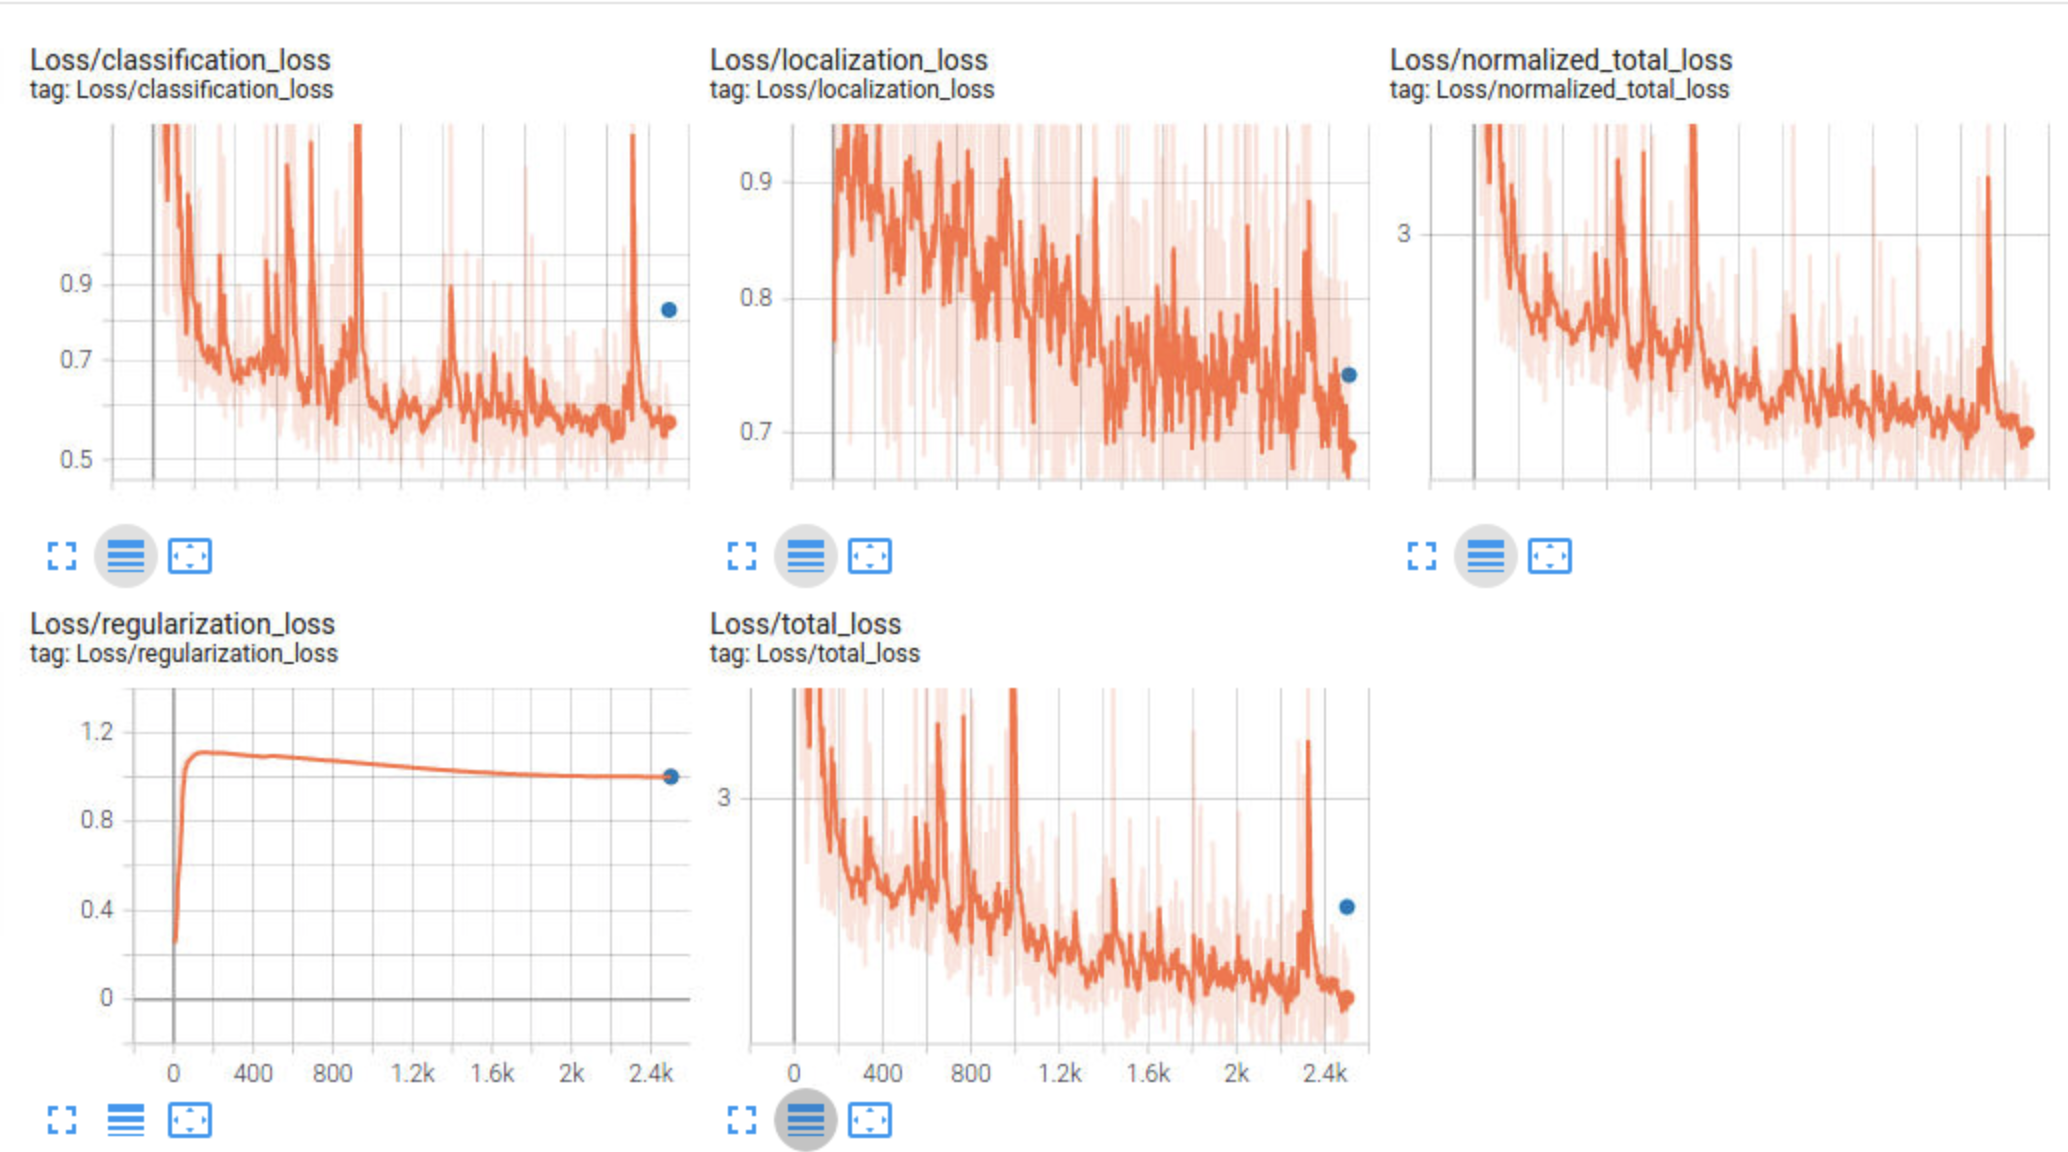 Loss/classification_loss
tag: Loss/classification_loss
0.9
0.7
0.5
Loss/localization_loss
tag: Loss/localization_loss
0.9
0.8
0.7
Loss/normalized_total_loss
tag: Loss/normalized_total_loss
3
Loss/regularization_loss
tag: Loss/regularization_loss
1.2
0.8
0.4
0
0 400 800 1.2k 1.6k 2k 2.4k
Loss/total_loss
tag: Loss/total_loss
3
0 400 800 1.2k 1.6k 2k 2.4k